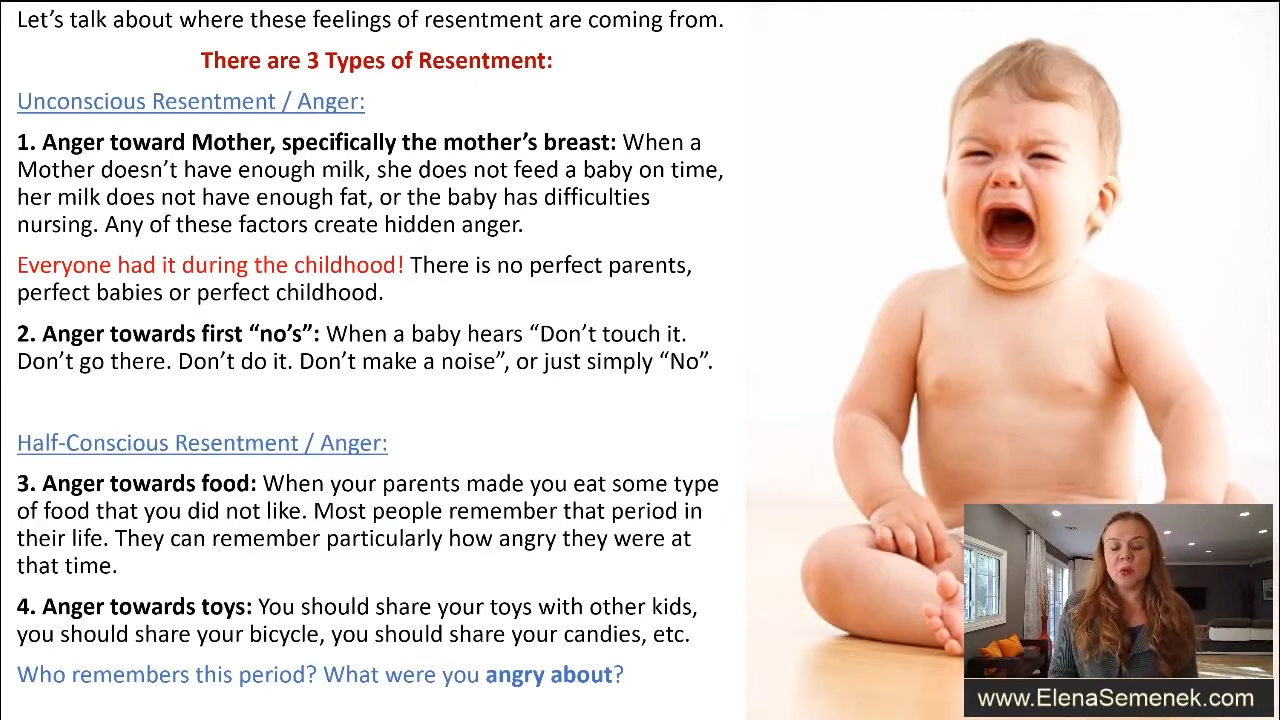 Let’s talk about where these feelings of resentment are coming from.
There are 3 Types of Resentment:
Unconscious Resentment / Anger:
1. Anger toward Mother, specifically the mother’s breast: When a
Mother doesn’t have enough milk, she does not feed a baby on time,
her milk does not have enough fat, or the baby has difficulties
nursing. Any of these factors create hidden anger.
Everyone had it during the childhood! There is no perfect parents,
perfect babies or perfect childhood.
2. Anger towards first “no’s”: When a baby hears “Don’t touch it.
Don’t go there. Don’t do it. Don’t make a noise”, or just simply “No”.
Half-Conscious Resentment / Anger:
3. Anger towards food: When your parents made you eat some type
of food that you did not like. Most people remember that period in
their life. They can remember particularly how angry they were at
that time.
4. Anger towards toys: You should share your toys with other kids,
you should share your bicycle, you should share your candies, etc.
Who remembers this period? What were you angry about?
www.ElenaSemenek.com